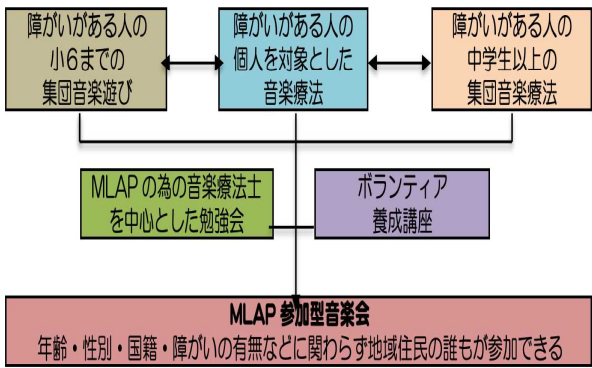 障がいがある人の
小6までの
集団音楽遊び
障がいがある人の
個人を対象とした
音楽療法
障がいがある人の
中学生以上の
集団音楽療法
MLAPの為の音楽療法士
を中心とした勉強会
ボランティア
養成講座
MLAP参加型音楽会
年齢・性別・国籍・障がいの有無などに関わらず地域住民の誰もが参加できる